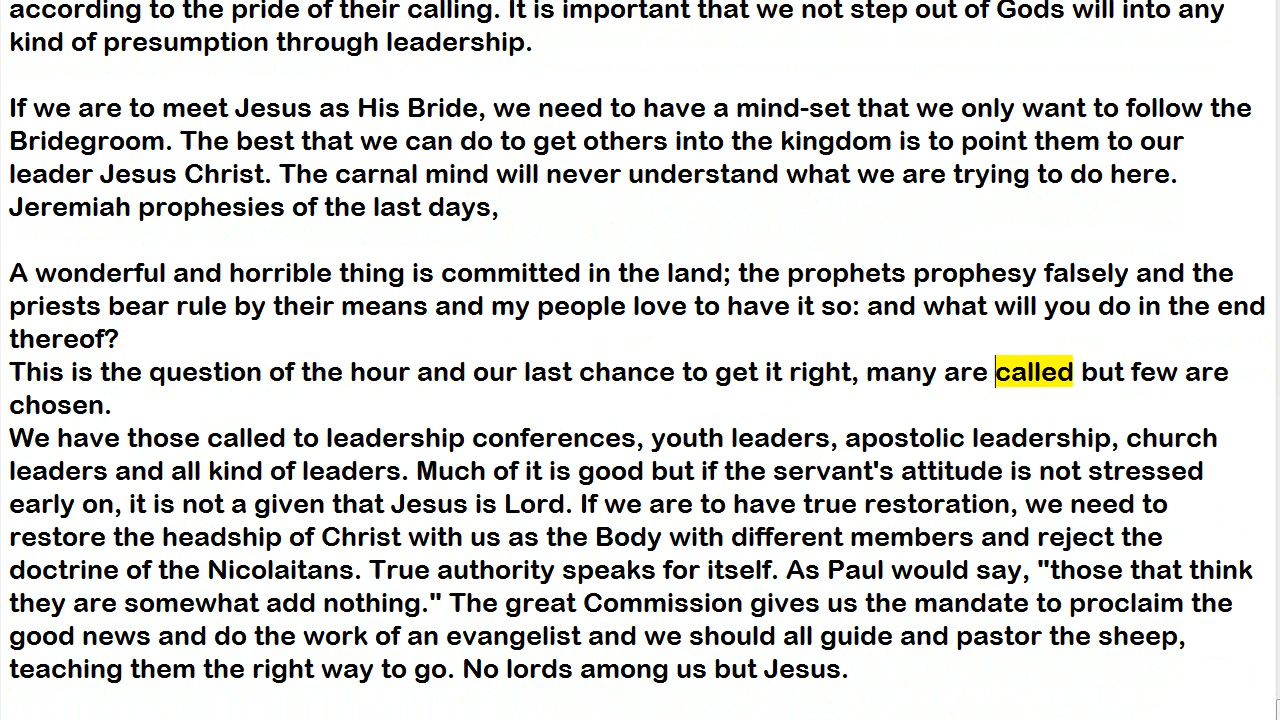 according to the pride of their calling. It is important that we not step out of Gods will into any
kind of presumption through leadership.
If we are to meet Jesus as His Bride, we need to have a mind-set that we only want to follow the
Bridegroom. The best that we can do to get others into the kingdom is to point them to our
leader Jesus Christ. The carnal mind will never understand what we are trying to do here.
Jeremiah prophesies of the last days,
A wonderful and horrible thing is committed in the land; the prophets prophesy falsely and the
priests bear rule by their means and my people love to have it so: and what will you do in the end
thereof?
This is the question of the hour and our last chance to get it right, many are called but few are
chosen.
We have those called to leadership conferences, youth leaders, apostolic leadership, church
leaders and all kind of leaders. Much of it is good but if the servant's attitude is not stressed
early on, it is not a given that Jesus is Lord. If we are to have true restoration, we need to
restore the headship of Christ with us as the Body with different members and reject the
doctrine of the Nicolaitans. True authority speaks for itself. As Paul would say, "those that think
they are somewhat add nothing." The great Commission gives us the mandate to proclaim the
good news and do the work of an evangelist and we should all guide and pastor the sheep,
teaching them the right way to go. No lords among us but Jesus.